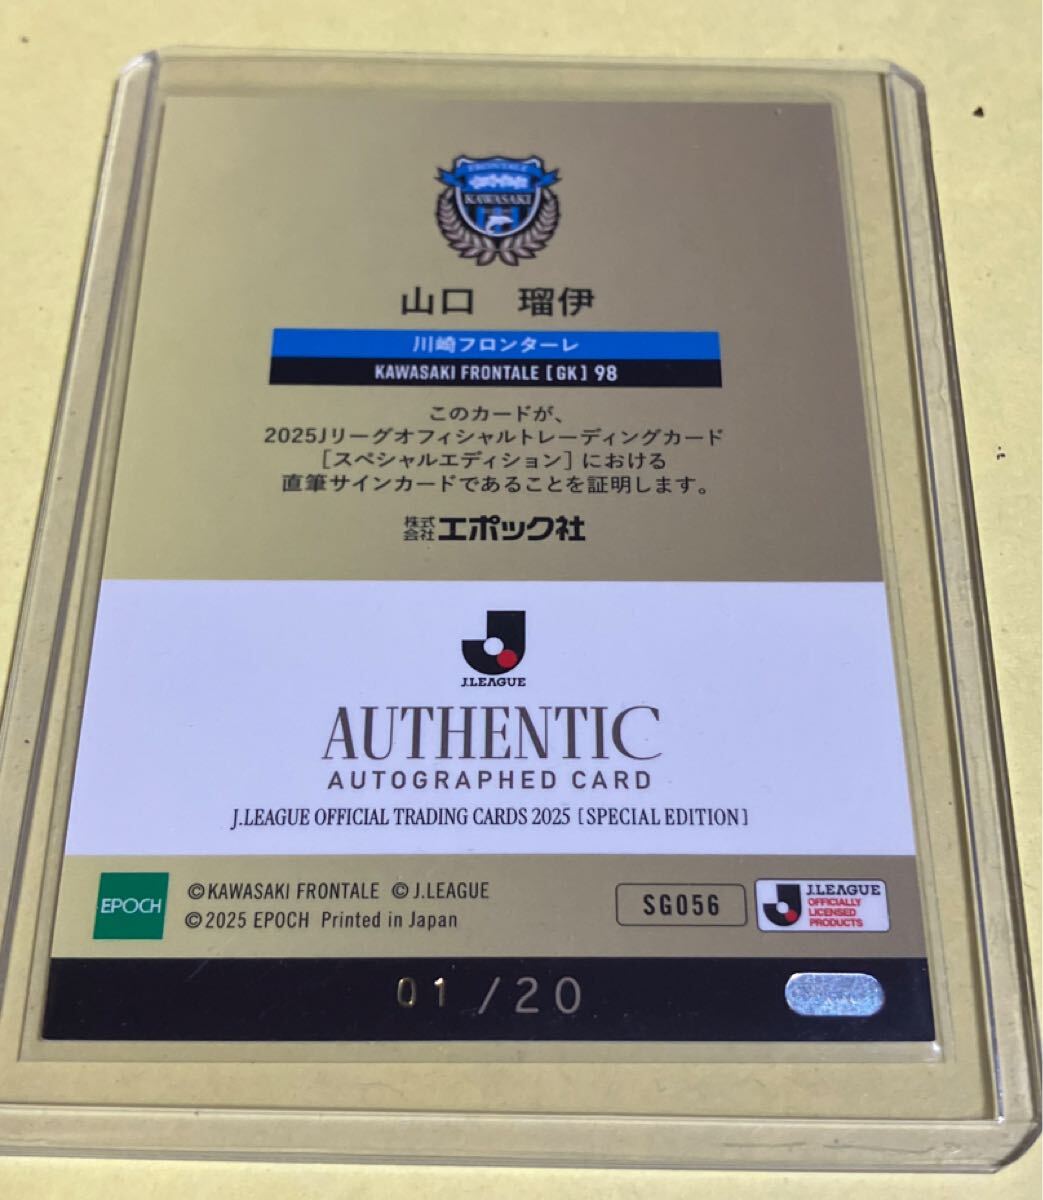 FRONTALE
KAWASAKI
山口 瑠伊
川崎フロンターレ
KAWASAKI FRONTALE [GK] 98
このカードが、
2025Jリーグオフィシャルトレーディングカード
[スペシャルエディション] における
直筆サインカードであることを証明します。
株式会社エポック社
J.LEAGUE
AUTHENTIC
AUTOGRAPHED CARD
J.LEAGUE OFFICIAL TRADING CARDS 2025 [SPECIAL EDITION]
EPOCH
©KAWASAKI FRONTALE ©J.LEAGUE
©2025 EPOCH Printed in Japan
SG056
J.LEAGUE
OFFICIALLY
LICENSED
PRODUCTS
01 /20